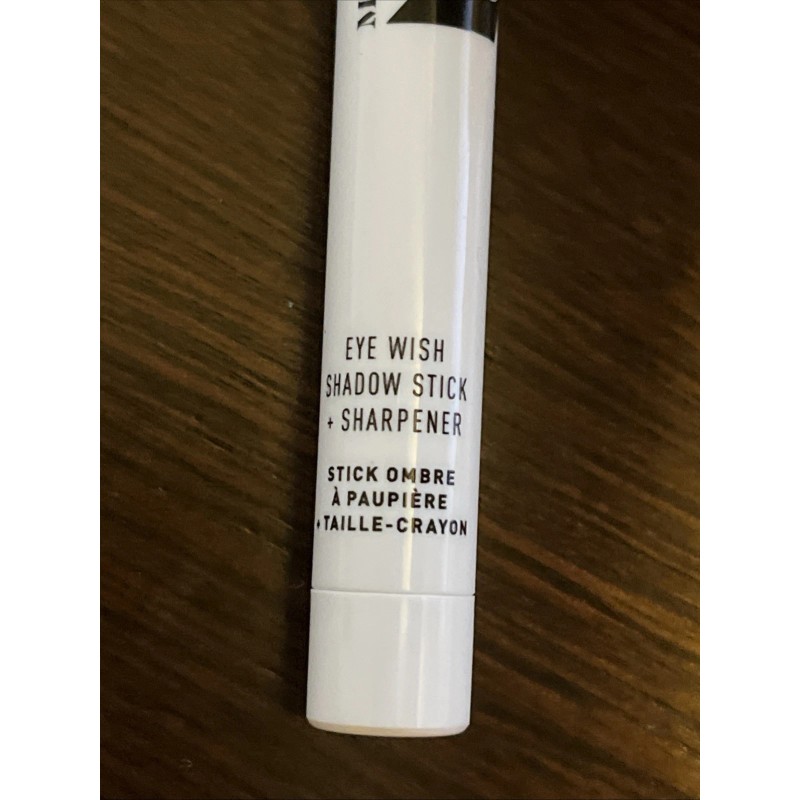 EYE WISH
SHADOW STICK
+ SHARPENER
STICK OMBRE
À PAUPIÈRE
+TAILLE-CRAYON